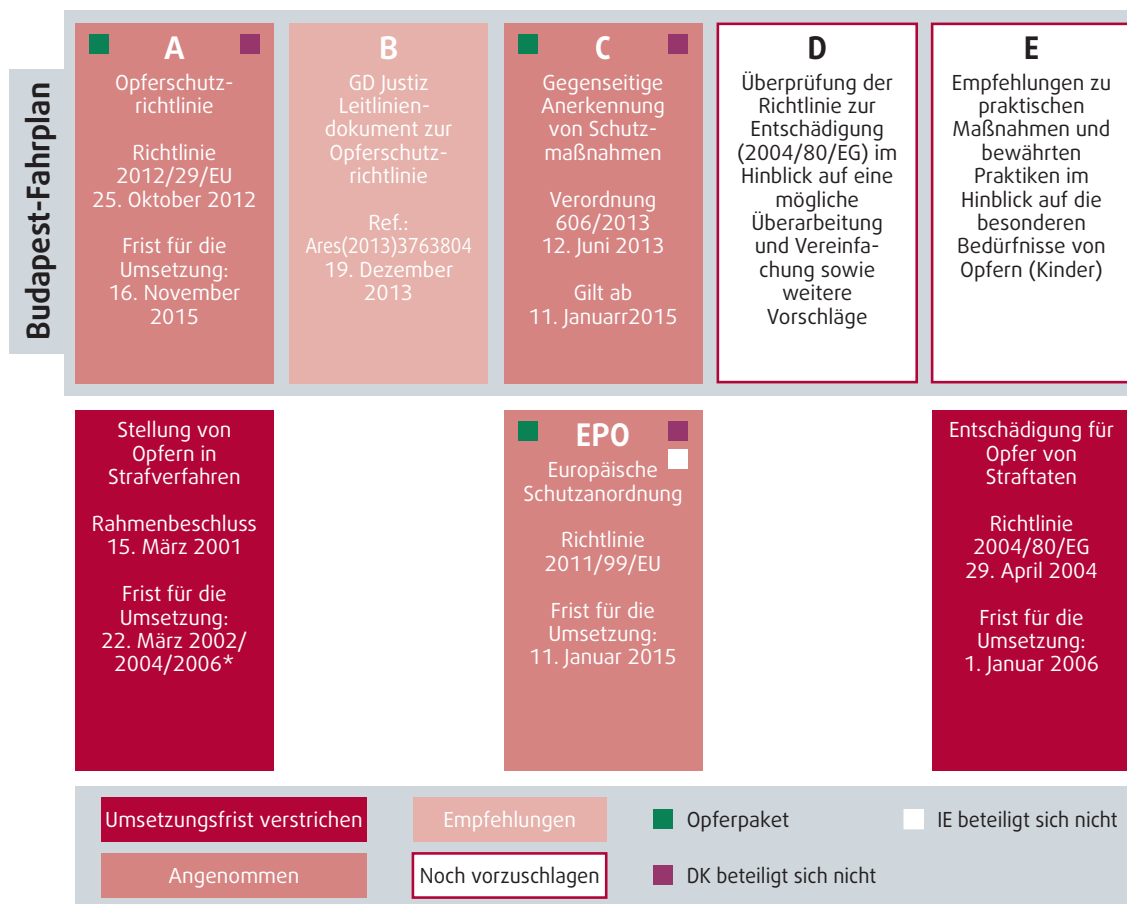 Budapest-Fahrplan
A
Opferschutz-
richtlinie
Richtlinie
2012/29/EU
25. Oktober 2012
Frist für die
Umsetzung:
16. November
2015
B
GD Justiz
Leitlinien-
dokument zur
Opferschutz-
richtlinie
Ref.:
Ares(2013)3763804
19. Dezember
2013
C
Gegenseitige
Anerkennung
von Schutz-
maßnahmen
Verordnung
606/2013
12. Juni 2013
Gilt ab
11. Januarr2015
D
Überprüfung der
Richtlinie zur
Entschädigung
(2004/80/EG) im
Hinblick auf eine
mögliche
Überarbeitung
und Vereinfa-
chung sowie
weitere
Vorschläge
E
Empfehlungen zu
praktischen
Maßnahmen und
bewährten
Praktiken im
Hinblick auf die
besonderen
Bedürfnisse von
Opfern (Kinder)
Stellung von
Opfern in
Strafverfahren
Rahmenbeschluss
15. März 2001
Frist für die
Umsetzung:
22. März 2002/
2004/2006*
EPO
Europäische
Schutzanordnung
Richtlinie
2011/99/EU
Frist für die
Umsetzung:
11. Januar 2015
Entschädigung für
Opfer von
Straftaten
Richtlinie
2004/80/EG
29. April 2004
Frist für die
Umsetzung:
1. Januar 2006
Umsetzungsfrist verstrichen
Empfehlungen
Opferpaket
IE beteiligt sich nicht
Angenommen
Noch vorzuschlagen
DK beteiligt sich nicht